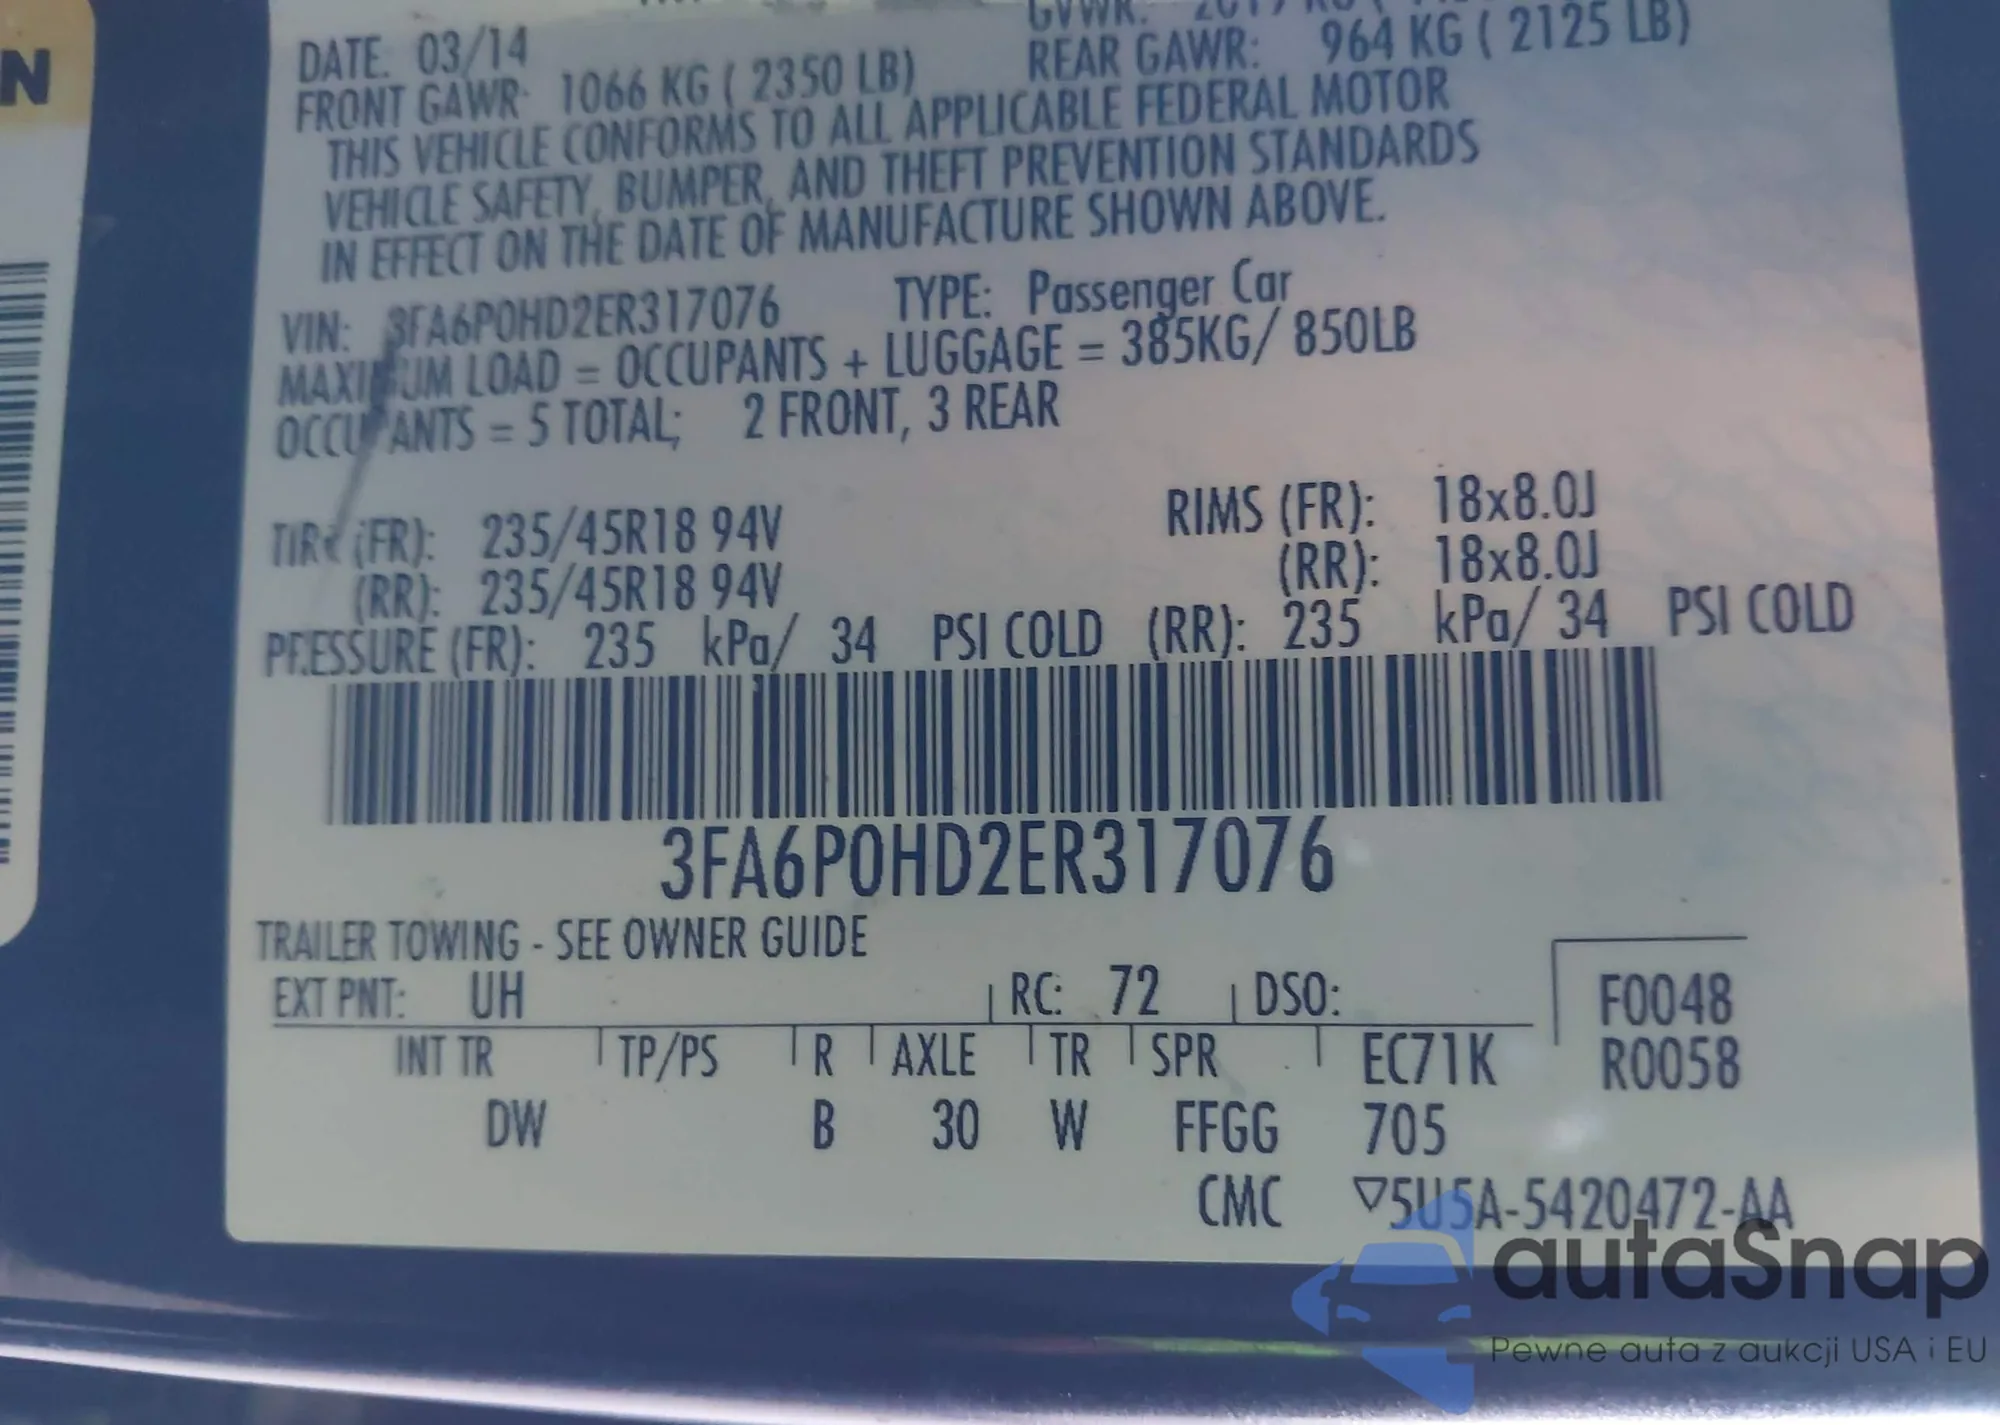 N
DATE: 03/14
GVWR:
FRONT GAWR: 1066 KG ( 2350 LB)
REAR GAWR: 964 KG ( 2125 LB)
THIS VEHICLE CONFORMS TO ALL APPLICABLE FEDERAL MOTOR
VEHICLE SAFETY, BUMPER, AND THEFT PREVENTION STANDARDS
IN EFFECT ON THE DATE OF MANUFACTURE SHOWN ABOVE.
VIN: 3FA6P0HD2ER317076 TYPE: Passenger Car
MAXIMUM LOAD = OCCUPANTS + LUGGAGE = 385KG/ 850LB
OCCUPANTS = 5 TOTAL; 2 FRONT, 3 REAR
TIRE (FR): 235/45R18 94V RIMS (FR): 18x8.0J
(RR): 235/45R18 94V (RR): 18x8.0J
PRESSURE (FR): 235 kPa/ 34 PSI COLD (RR): 235 kPa/ 34 PSI COLD
3FA6P0HD2ER317076
TRAILER TOWING - SEE OWNER GUIDE
EXT PNT: UH RC: 72 DSO: F0048
INT TR TP/PS R AXLE TR SPR EC71K R0058
DW B 30 W FFGG 705
CMC ▽5U5A-5420472-AA
autaSnap
Pewne auta z aukcji USA i EU